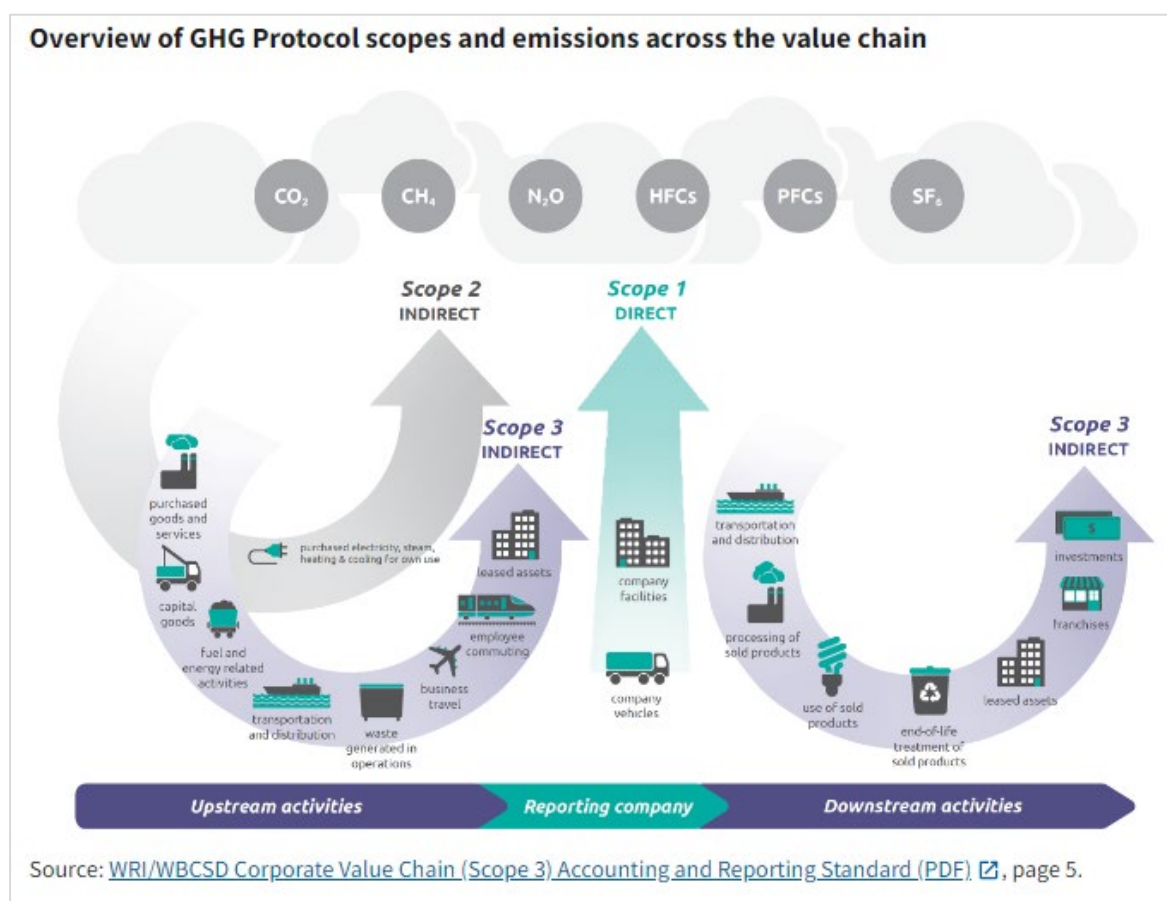 Overview of GHG Protocol scopes and emissions across the value chain
CO₂
CH₄
N₂O
HFCs
PFCs
SF₆
Scope 2
INDIRECT
Scope 1
DIRECT
Scope 3
INDIRECT
Scope 3
INDIRECT
purchased
goods and
services
capital
goods
fuel and
energy related
activities
transportation
and distribution
waste
generated in
operations
business
travel
employee
commuting
leased assets
purchased electricity, steam,
heating & cooling for own use
company
facilities
company
vehicles
transportation
and distribution
processing of
sold products
use of sold
products
end-of-life
treatment of
sold products
leased assets
franchises
investments
$
Upstream activities
Reporting company
Downstream activities
Source: WRI/WBCSD Corporate Value Chain (Scope 3) Accounting and Reporting Standard (PDF), page 5.